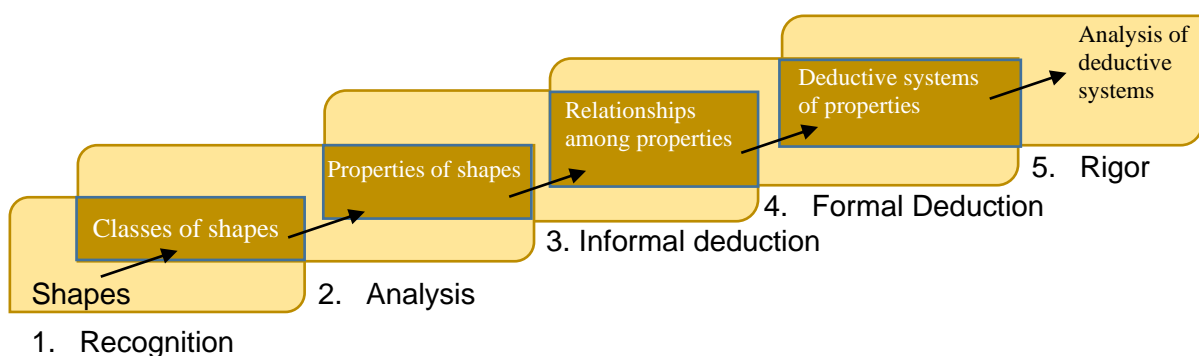 Shapes
Classes of shapes
1. Recognition
Properties of shapes
2. Analysis
Relationships
among properties
3. Informal deduction
Deductive systems
of properties
4. Formal Deduction
Analysis of
deductive
systems
5. Rigor